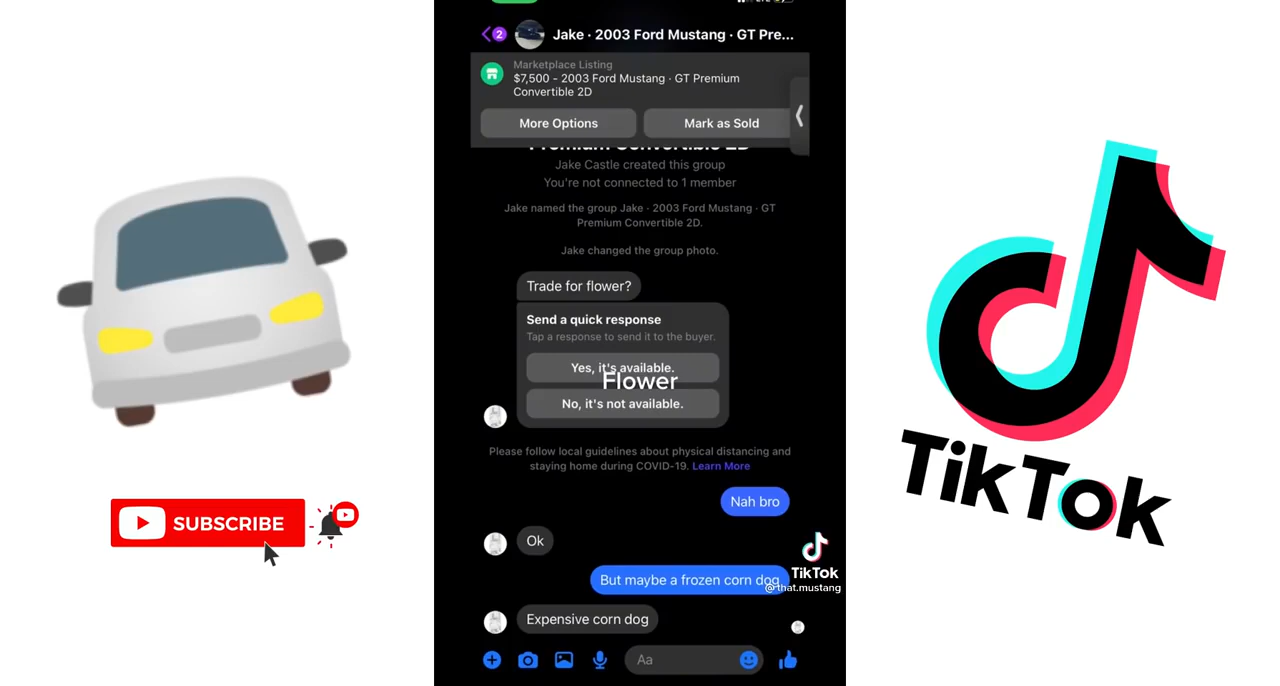 2
Jake · 2003 Ford Mustang · GT Pre...
Marketplace Listing
$7,500 - 2003 Ford Mustang · GT Premium
Convertible 2D
More Options
Mark as Sold
Premium Convertible 2D
Jake Castle created this group
You're not connected to 1 member
Jake named the group Jake · 2003 Ford Mustang · GT
Premium Convertible 2D.
Jake changed the group photo.
Trade for flower?
Send a quick response
Tap a response to send it to the buyer.
Yes, it's available.
Flower
No, it's not available.
Please follow local guidelines about physical distancing and
staying home during COVID-19. Learn More
Nah bro
Ok
But maybe a frozen corn dog
Expensive corn dog
Aa
TikTok
@that.mustang
SUBSCRIBE
TikTok